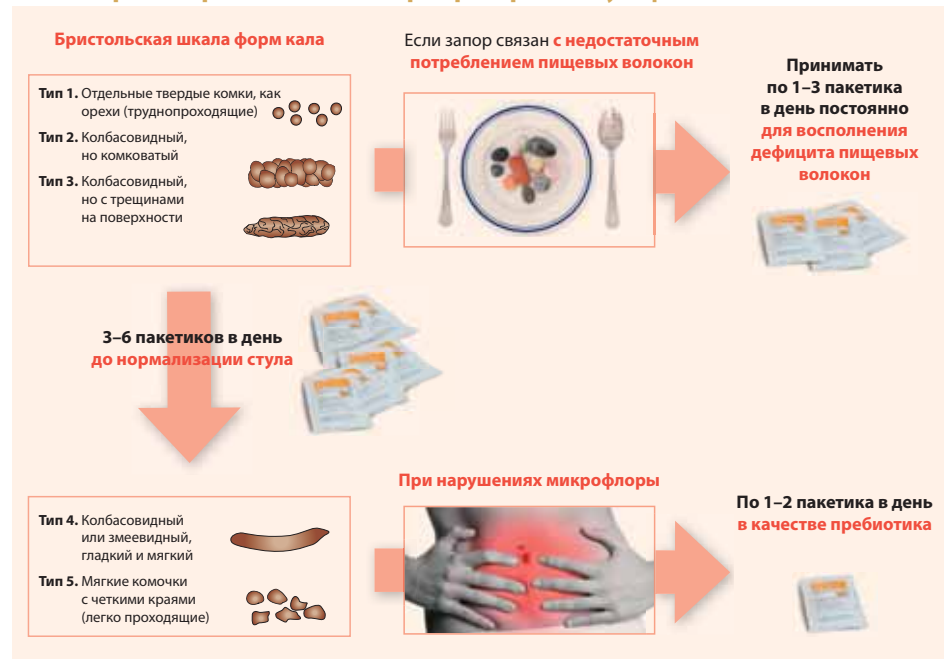 Бристольская шкала форм кала
Тип 1. Отдельные твердые комки, как
орехи (труднопроходящие)
Тип 2. Колбасовидный,
но комковатый
Тип 3. Колбасовидный,
но с трещинами
на поверхности
Если запор связан с недостаточным
потреблением пищевых волокон
Принимать
по 1–3 пакетика
в день постоянно
для восполнения
дефицита пищевых
волокон
3–6 пакетиков в день
до нормализации стула
Тип 4. Колбасовидный
или змеевидный,
гладкий и мягкий
Тип 5. Мягкие комочки
с четкими краями
(легко проходящие)
При нарушениях микрофлоры
По 1–2 пакетика в день
в качестве пребиотика